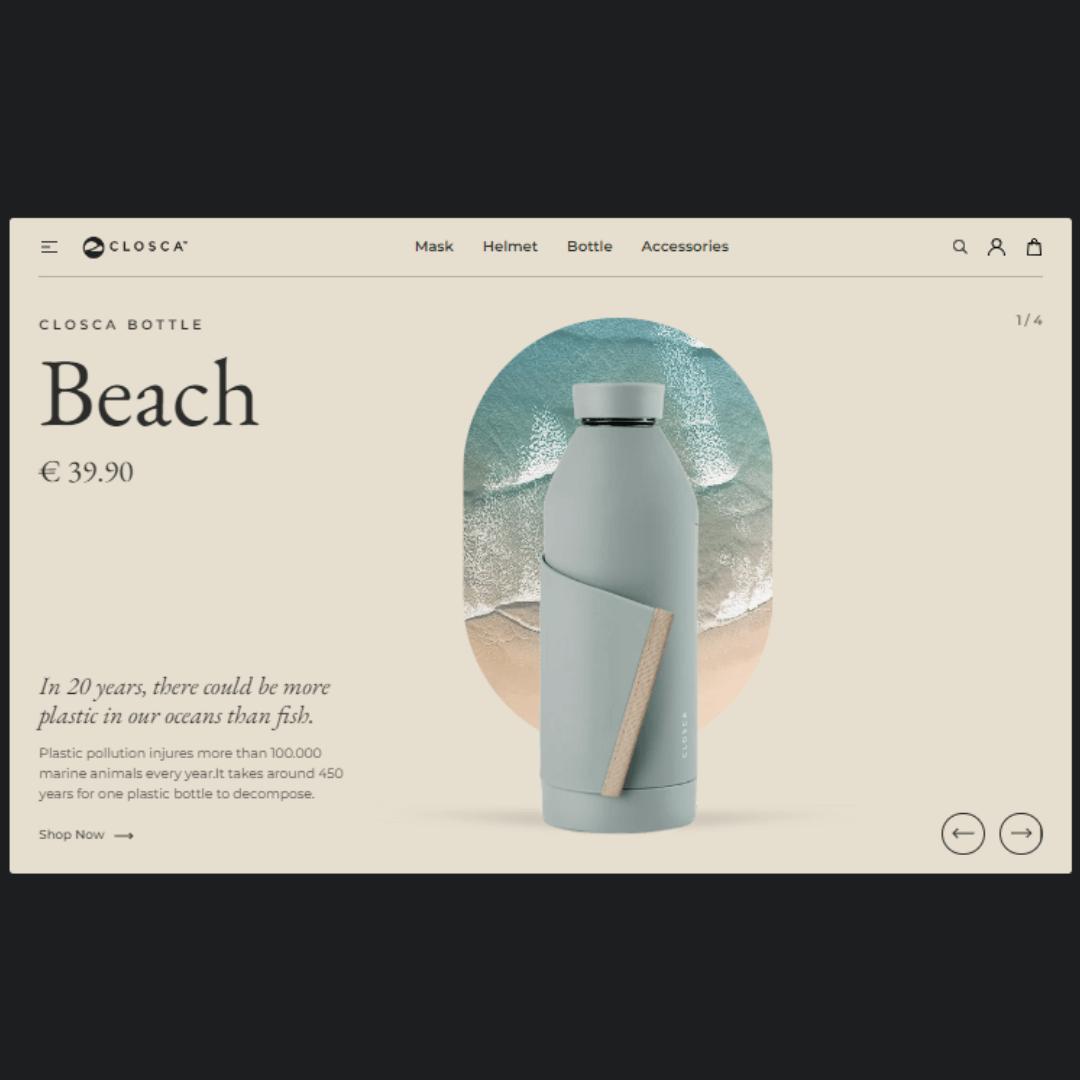 CLOSCA™
Mask Helmet Bottle Accessories
CLOSCA BOTTLE
1 / 4
Beach
€ 39.90
In 20 years, there could be more
plastic in our oceans than fish.
Plastic pollution injures more than 100.000
marine animals every year.It takes around 450
years for one plastic bottle to decompose.
Shop Now
CLOSCA